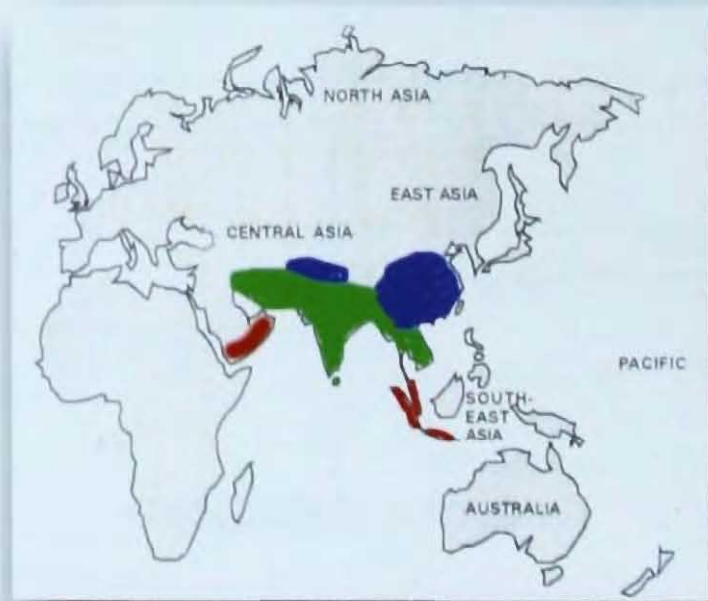 NORTH ASIA
EAST ASIA
CENTRAL ASIA
PACIFIC
SOUTH-
EAST
ASIA
AUSTRALIA